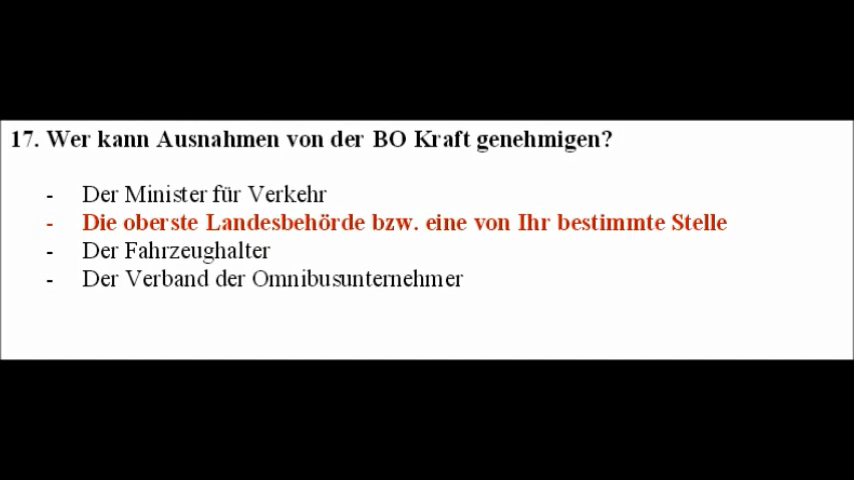 17. Wer kann Ausnahmen von der BO Kraft genehmigen?
- Der Minister für Verkehr
- Die oberste Landesbehörde bzw. eine von Ihr bestimmte Stelle
- Der Fahrzeughalter
- Der Verband der Omnibusunternehmer